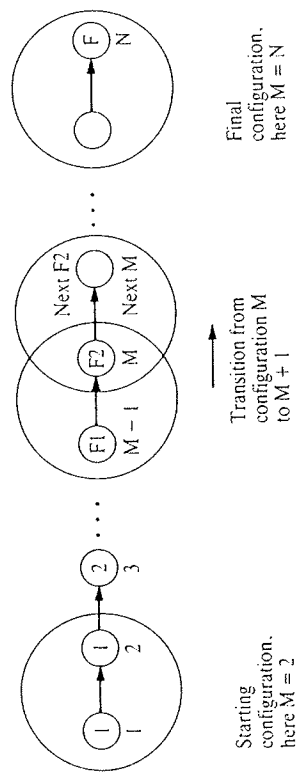 1
1
1
2
2
3
. . . .
F1
M − 1
F2
M
Next F2
Next M
. . .
F
N
Starting
configuration,
here M = 2
Transition from
configuration M
to M + 1
Final
configuration,
here M = N